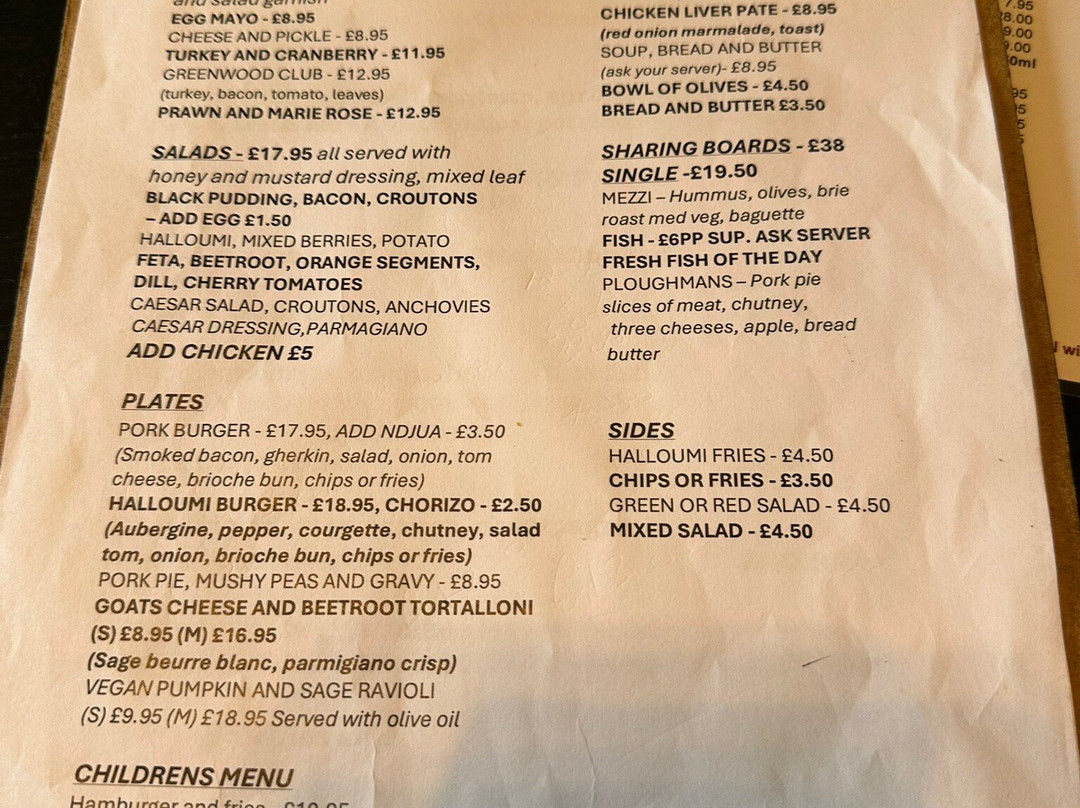 and salad garnish
EGG MAYO - £8.95
CHEESE AND PICKLE - £8.95
TURKEY AND CRANBERRY - £11.95
GREENWOOD CLUB - £12.95
(turkey, bacon, tomato, leaves)
PRAWN AND MARIE ROSE - £12.95
SALADS - £17.95 all served with
honey and mustard dressing, mixed leaf
BLACK PUDDING, BACON, CROUTONS
– ADD EGG £1.50
HALLOUMI, MIXED BERRIES, POTATO
FETA, BEETROOT, ORANGE SEGMENTS,
DILL, CHERRY TOMATOES
CAESAR SALAD, CROUTONS, ANCHOVIES
CAESAR DRESSING,PARMAGIANO
ADD CHICKEN £5
PLATES
PORK BURGER - £17.95, ADD NDJUA - £3.50
(Smoked bacon, gherkin, salad, onion, tom
cheese, brioche bun, chips or fries)
HALLOUMI BURGER - £18.95, CHORIZO - £2.50
(Aubergine, pepper, courgette, chutney, salad
tom, onion, brioche bun, chips or fries)
PORK PIE, MUSHY PEAS AND GRAVY - £8.95
GOATS CHEESE AND BEETROOT TORTALLONI
(S) £8.95 (M) £16.95
(Sage beurre blanc, parmigiano crisp)
VEGAN PUMPKIN AND SAGE RAVIOLI
(S) £9.95 (M) £18.95 Served with olive oil
CHILDRENS MENU
Hamburger and fries
CHICKEN LIVER PATE - £8.95
(red onion marmalade, toast)
SOUP, BREAD AND BUTTER
(ask your server)- £8.95
BOWL OF OLIVES - £4.50
BREAD AND BUTTER £3.50
SHARING BOARDS - £38
SINGLE -£19.50
MEZZI – Hummus, olives, brie
roast med veg, baguette
FISH - £6PP SUP. ASK SERVER
FRESH FISH OF THE DAY
PLOUGHMANS – Pork pie
slices of meat, chutney,
three cheeses, apple, bread
butter
SIDES
HALLOUMI FRIES - £4.50
CHIPS OR FRIES - £3.50
GREEN OR RED SALAD - £4.50
MIXED SALAD - £4.50